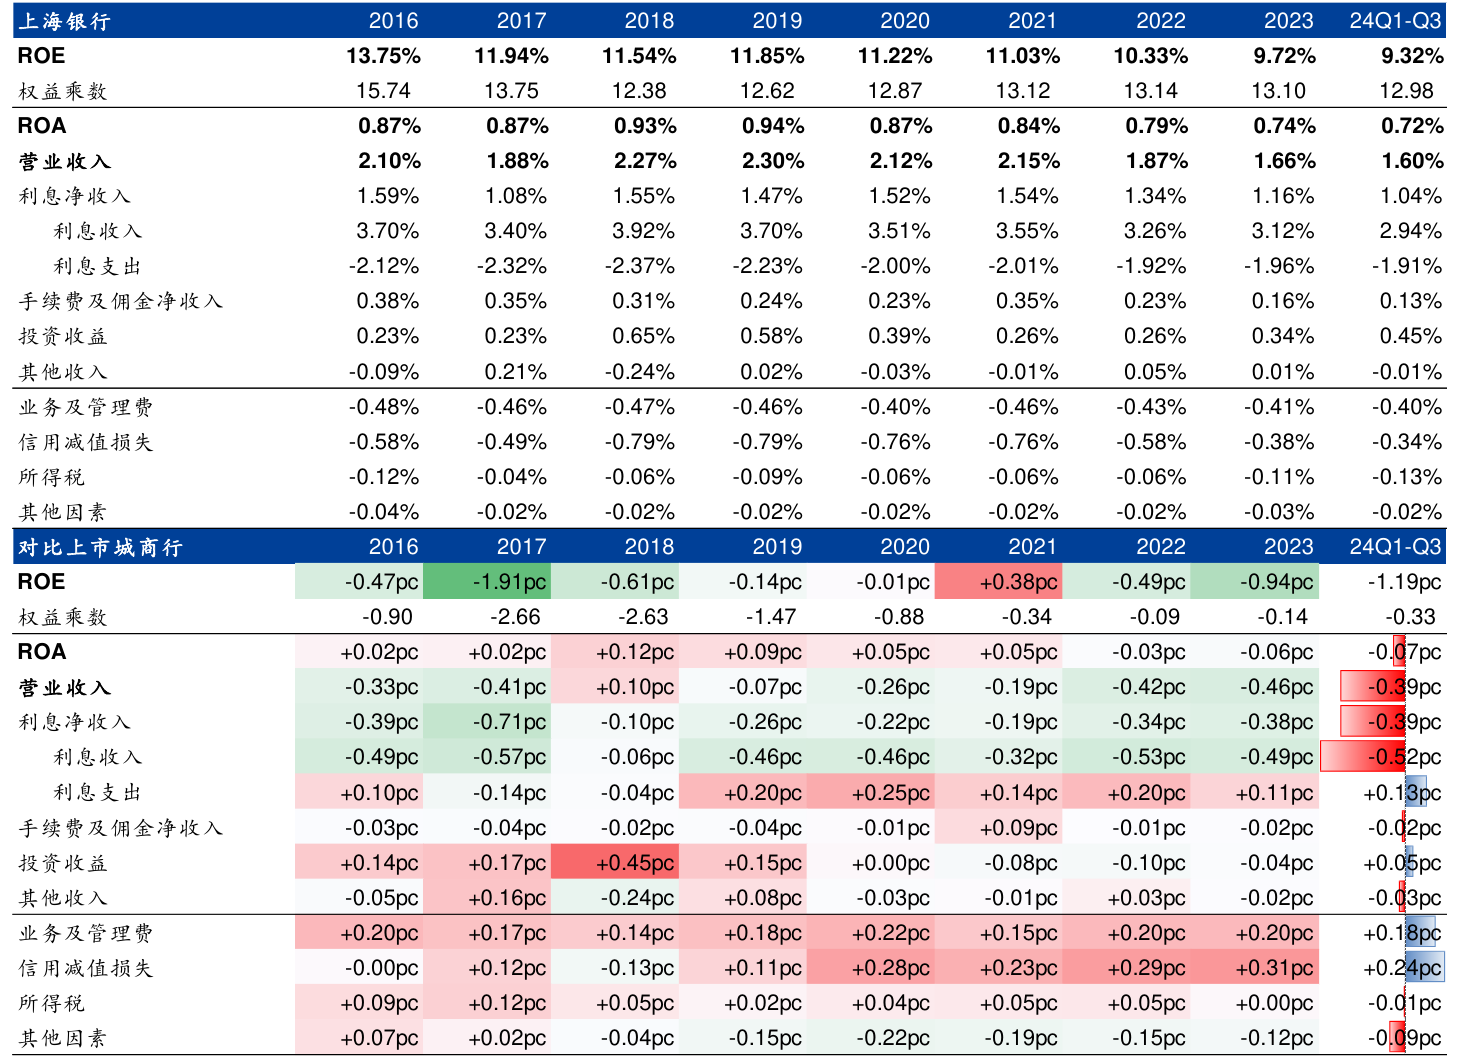 上海银行 2016 2017 2018 2019 2020 2021 2022 2023 24Q1-Q3
ROE 13.75% 11.94% 11.54% 11.85% 11.22% 11.03% 10.33% 9.72% 9.32%
权益乘数 15.74 13.75 12.38 12.62 12.87 13.12 13.14 13.10 12.98
ROA 0.87% 0.87% 0.93% 0.94% 0.87% 0.84% 0.79% 0.74% 0.72%
营业收入 2.10% 1.88% 2.27% 2.30% 2.12% 2.15% 1.87% 1.66% 1.60%
利息净收入 1.59% 1.08% 1.55% 1.47% 1.52% 1.54% 1.34% 1.16% 1.04%
利息收入 3.70% 3.40% 3.92% 3.70% 3.51% 3.55% 3.26% 3.12% 2.94%
利息支出 -2.12% -2.32% -2.37% -2.23% -2.00% -2.01% -1.92% -1.96% -1.91%
手续费及佣金净收入 0.38% 0.35% 0.31% 0.24% 0.23% 0.35% 0.23% 0.16% 0.13%
投资收益 0.23% 0.23% 0.65% 0.58% 0.39% 0.26% 0.26% 0.34% 0.45%
其他收入 -0.09% 0.21% -0.24% 0.02% -0.03% -0.01% 0.05% 0.01% -0.01%
业务及管理费 -0.48% -0.46% -0.47% -0.46% -0.40% -0.46% -0.43% -0.41% -0.40%
信用减值损失 -0.58% -0.49% -0.79% -0.79% -0.76% -0.76% -0.58% -0.38% -0.34%
所得税 -0.12% -0.04% -0.06% -0.09% -0.06% -0.06% -0.06% -0.11% -0.13%
其他因素 -0.04% -0.02% -0.02% -0.02% -0.02% -0.02% -0.02% -0.03% -0.02%
对比上市城商行 2016 2017 2018 2019 2020 2021 2022 2023 24Q1-Q3
ROE -0.47pc -1.91pc -0.61pc -0.14pc -0.01pc +0.38pc -0.49pc -0.94pc -1.19pc
权益乘数 -0.90 -2.66 -2.63 -1.47 -0.88 -0.34 -0.09 -0.14 -0.33
ROA +0.02pc +0.02pc +0.12pc +0.09pc +0.05pc +0.05pc -0.03pc -0.06pc -0.07pc
营业收入 -0.33pc -0.41pc +0.10pc -0.07pc -0.26pc -0.19pc -0.42pc -0.46pc -0.39pc
利息净收入 -0.39pc -0.71pc -0.10pc -0.26pc -0.22pc -0.19pc -0.34pc -0.38pc -0.39pc
利息收入 -0.49pc -0.57pc -0.06pc -0.46pc -0.46pc -0.32pc -0.53pc -0.49pc -0.52pc
利息支出 +0.10pc -0.14pc -0.04pc +0.20pc +0.25pc +0.14pc +0.20pc +0.11pc +0.13pc
手续费及佣金净收入 -0.03pc -0.04pc -0.02pc -0.04pc -0.01pc +0.09pc -0.01pc -0.02pc -0.02pc
投资收益 +0.14pc +0.17pc +0.45pc +0.15pc +0.00pc -0.08pc -0.10pc -0.04pc +0.05pc
其他收入 -0.05pc +0.16pc -0.24pc +0.08pc -0.03pc -0.01pc +0.03pc -0.02pc -0.03pc
业务及管理费 +0.20pc +0.17pc +0.14pc +0.18pc +0.22pc +0.15pc +0.20pc +0.20pc +0.18pc
信用减值损失 -0.00pc +0.12pc -0.13pc +0.11pc +0.28pc +0.23pc +0.29pc +0.31pc +0.24pc
所得税 +0.09pc +0.12pc +0.05pc +0.02pc +0.04pc +0.05pc +0.05pc +0.00pc -0.01pc
其他因素 +0.07pc +0.02pc -0.04pc -0.15pc -0.22pc -0.19pc -0.15pc -0.12pc -0.09pc